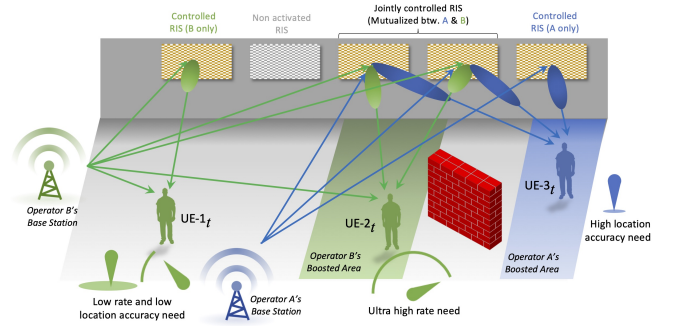 Controlled
RIS (B only)
Non activated
RIS
Jointly controlled RIS
(Mutualized btw. A & B)
Controlled
RIS (A only)
Operator B's
Base Station
UE-1t
UE-2t
UE-3t
High location
accuracy need
Operator B's
Boosted Area
Operator A's
Boosted Area
Low rate and low
location accuracy need
Operator A's
Base Station
Ultra high rate need